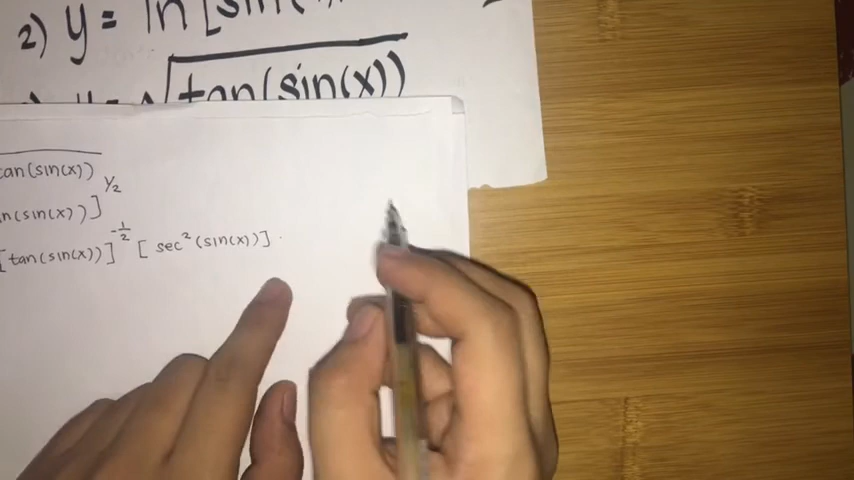 2) y = ln [sin(
√tan(sin(x))
tan(sin(x))
n(sin(x))]^1/2
[tan(sin(x))]^-1/2 [sec²(sin(x))] .